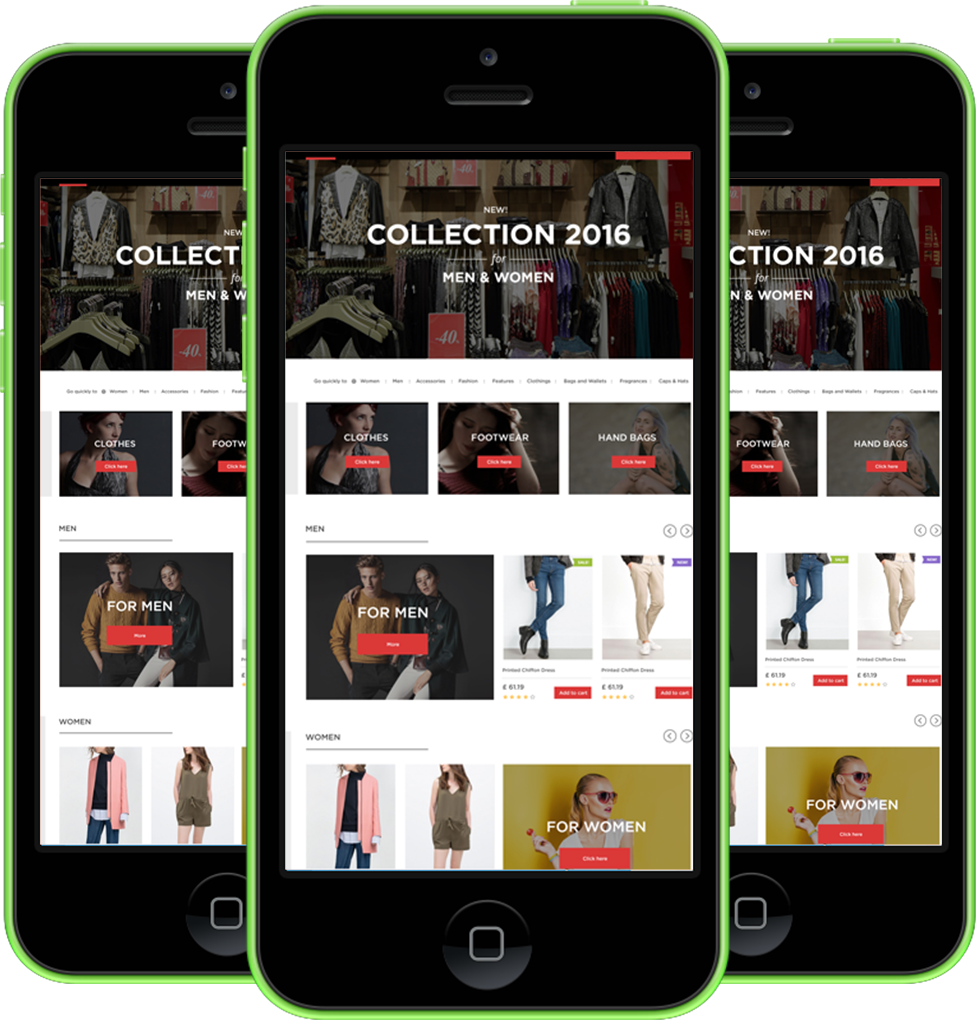 NEW!
COLLECT
for
MEN & W
Go quickly to Women Men Accessories Fashion Featur
CLOTHES
Click here
FOOTW
Click he
MEN
FOR MEN
More
WOMEN
-40.
-40.
NEW!
COLLECTION 2016
for
MEN & WOMEN
Go quickly to Women Men Accessories Fashion Features Clothings Bags and Wallets Fragrences Caps & Hats
CLOTHES
Click here
FOOTWEAR
Click here
HAND BAGS
Click here
MEN
FOR MEN
More
SALE!
NEW!
Printed Chiffon Dress
£ 61.19
Add to cart
Printed Chiffon Dress
£ 61.19
Add to cart
WOMEN
FOR WOMEN
Click here
NEW!
CTION 2016
for
& WOMEN
Features Clothings Bags and Wallets Fragrences Caps & Hats
FOOTWEAR
Click here
HAND BAGS
Click here
SALE!
NEW!
Printed Chiffon Dress
£ 61.19
Add to cart
Printed Chiffon Dress
£ 61.19
Add to cart
FOR WOMEN
Click here